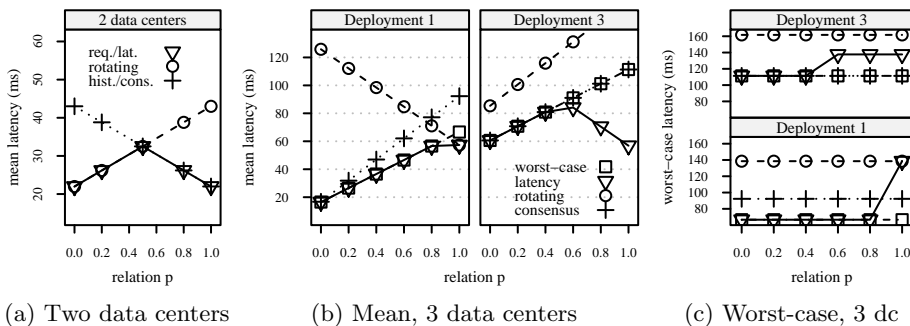 2 data centers
mean latency (ms)
60
50
40
30
20
req./lat.
rotating
hist./cons.
0.0 0.2 0.4 0.6 0.8 1.0
relation p
(a) Two data centers
Deployment 1
Deployment 3
mean latency (ms)
120
100
80
60
40
20
worst−case
latency
rotating
consensus
0.0 0.2 0.4 0.6 0.8 1.0
0.0 0.2 0.4 0.6 0.8 1.0
relation p
(b) Mean, 3 data centers
Deployment 3
worst−case latency (ms)
160
140
120
100
80
Deployment 1
160
140
120
100
80
60
0.0 0.2 0.4 0.6 0.8 1.0
relation p
(c) Worst-case, 3 dc